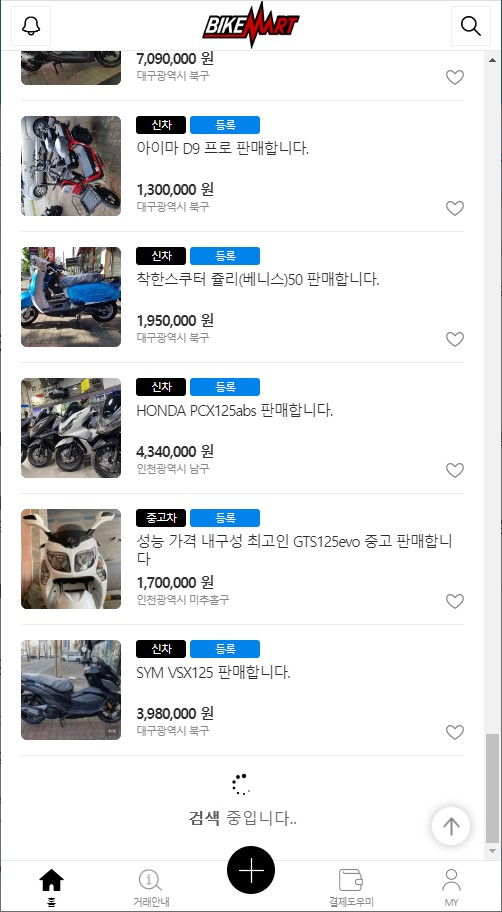 BIKEMART
7,090,000 원
대구광역시 북구
신차 등록
아이마 D9 프로 판매합니다.
1,300,000 원
대구광역시 북구
신차 등록
착한스쿠터 쥴리(베니스)50 판매합니다.
1,950,000 원
대구광역시 북구
신차 등록
HONDA PCX125abs 판매합니다.
4,340,000 원
인천광역시 남구
중고차 등록
성능 가격 내구성 최고인 GTS125evo 중고 판매합니
다
1,700,000 원
인천광역시 미추홀구
신차 등록
SYM VSX125 판매합니다.
3,980,000 원
대구광역시 북구
검색 중입니다..
홈 거래안내 결제도우미 MY